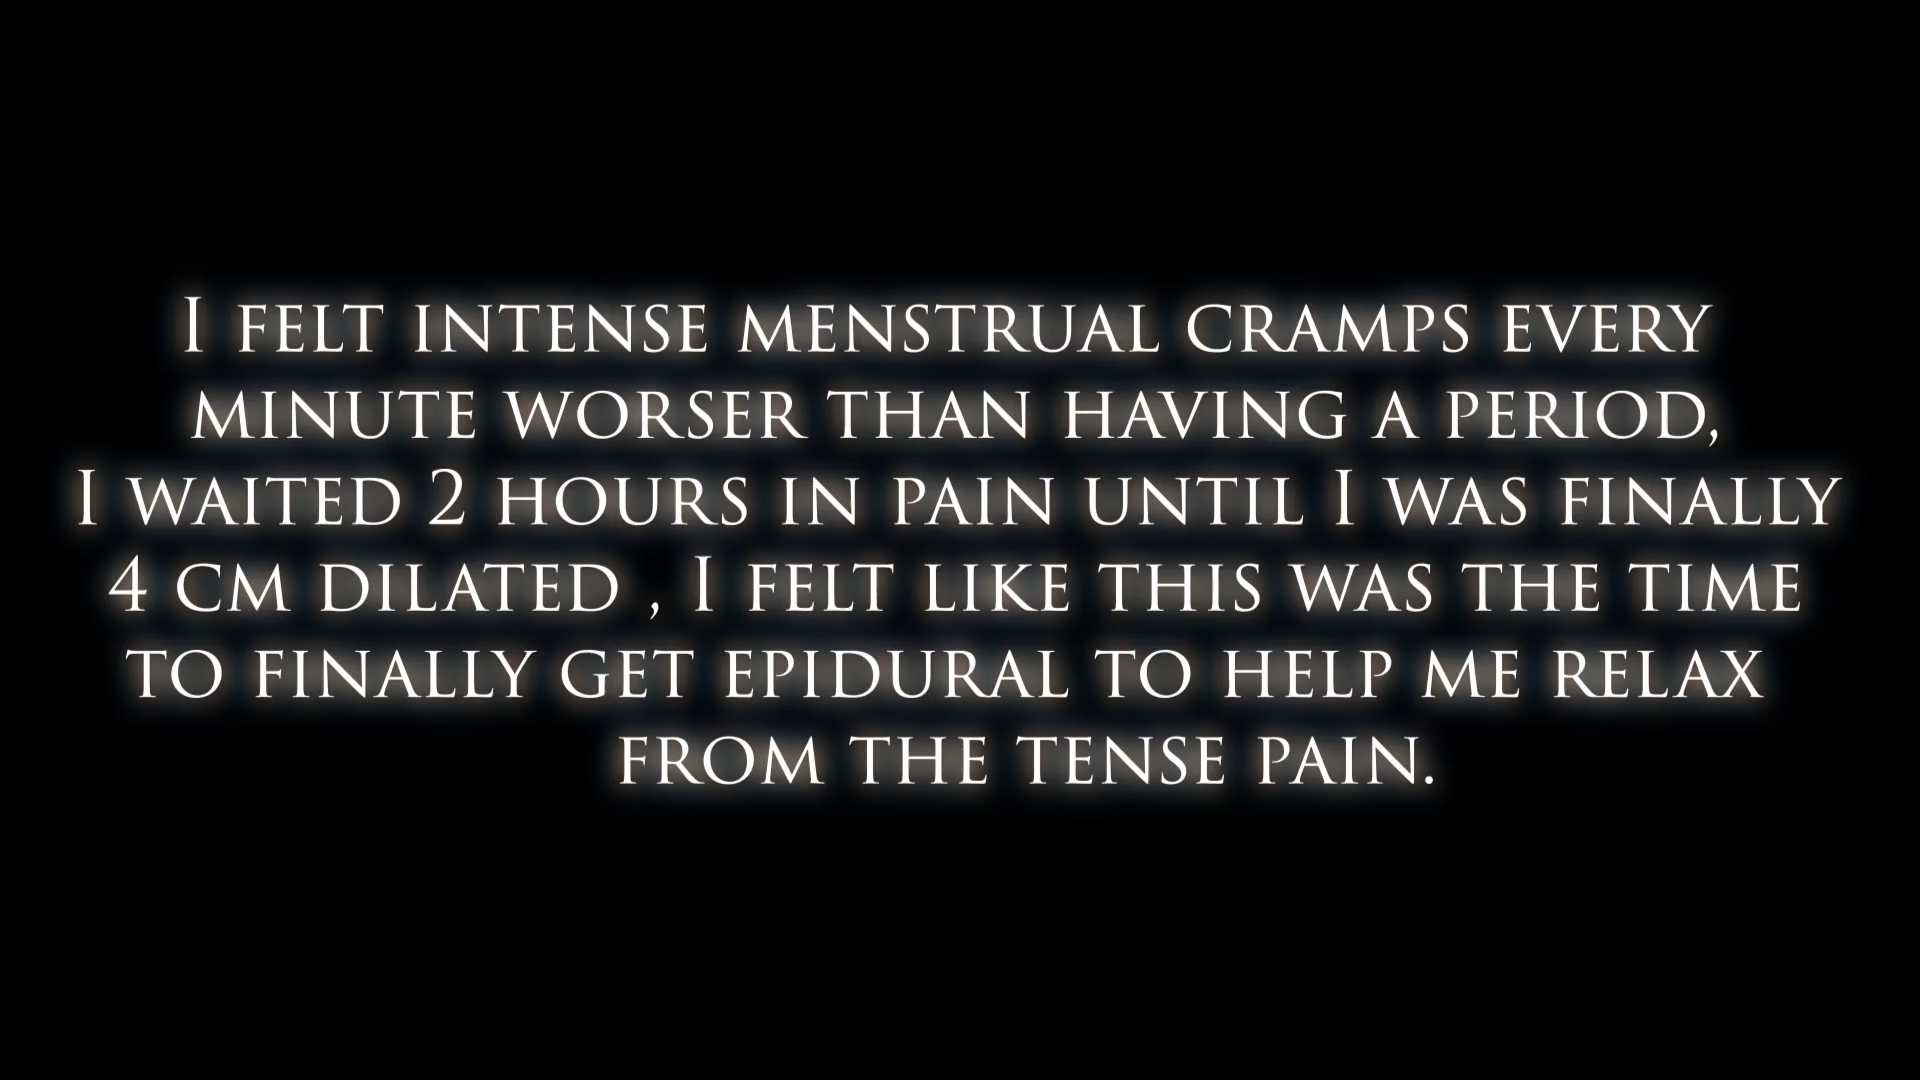 I FELT INTENSE MENSTRUAL CRAMPS EVERY
MINUTE WORSER THAN HAVING A PERIOD,
I WAITED 2 HOURS IN PAIN UNTIL I WAS FINALLY
4 CM DILATED , I FELT LIKE THIS WAS THE TIME
TO FINALLY GET EPIDURAL TO HELP ME RELAX
FROM THE TENSE PAIN.